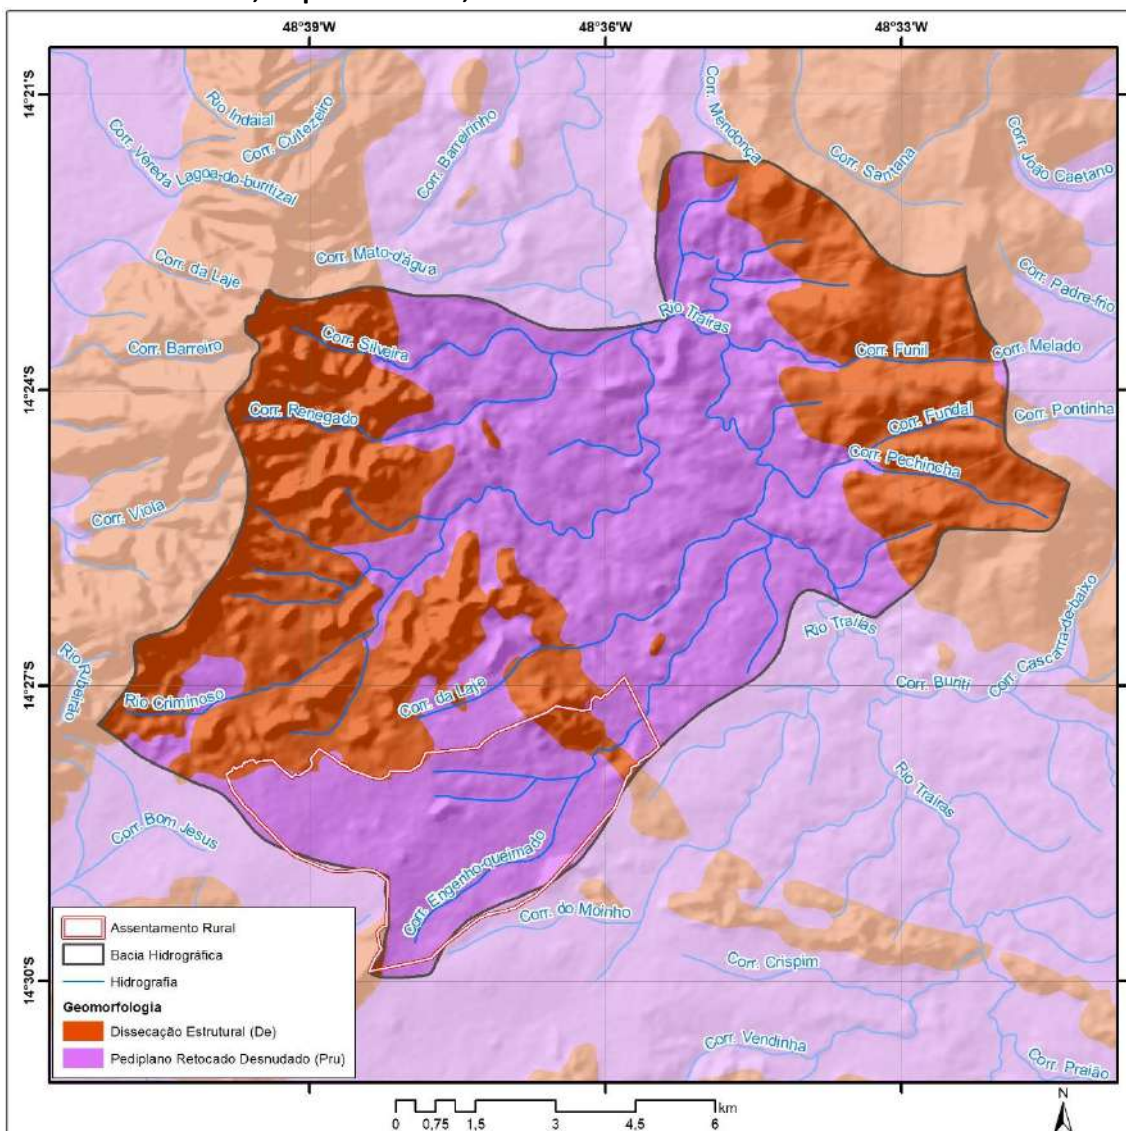 48°39'W
48°36'W
48°33'W
14°21'S
14°24'S
14°27'S
14°30'S
Rio Indaial
Corr. Cuitezeiro
Corr. Vereda Lagoa-do-buritizal
Corr. Barreirinho
Corr. Mendonça
Corr. Santana
Corr. João Caetano
Corr. da Laje
Corr. Mato-d'água
Corr. Padre-frio
Rio Traíras
Corr. Barreiro
Corr. Silveira
Corr. Funil
Corr. Melado
Corr. Renegado
Corr. Fundal
Corr. Pontinha
Corr. Pechincha
Corr. Viola
Rio Ribeirão
Rio Criminoso
Corr. da Laje
Rio Traíras
Corr. Buriti
Corr. Cascarra-de-baixo
Rio Traíras
Corr. Bom Jesus
Corr. Engenho-queimado
Corr. do Moinho
Corr. Crispim
Corr. Vendinha
Corr. Praião
Assentamento Rural
Bacia Hidrográfica
Hidrografia
Geomorfologia
Dissecação Estrutural (De)
Pediplano Retocado Desnudado (Pru)
km
0 0,75 1,5 3 4,5 6
N